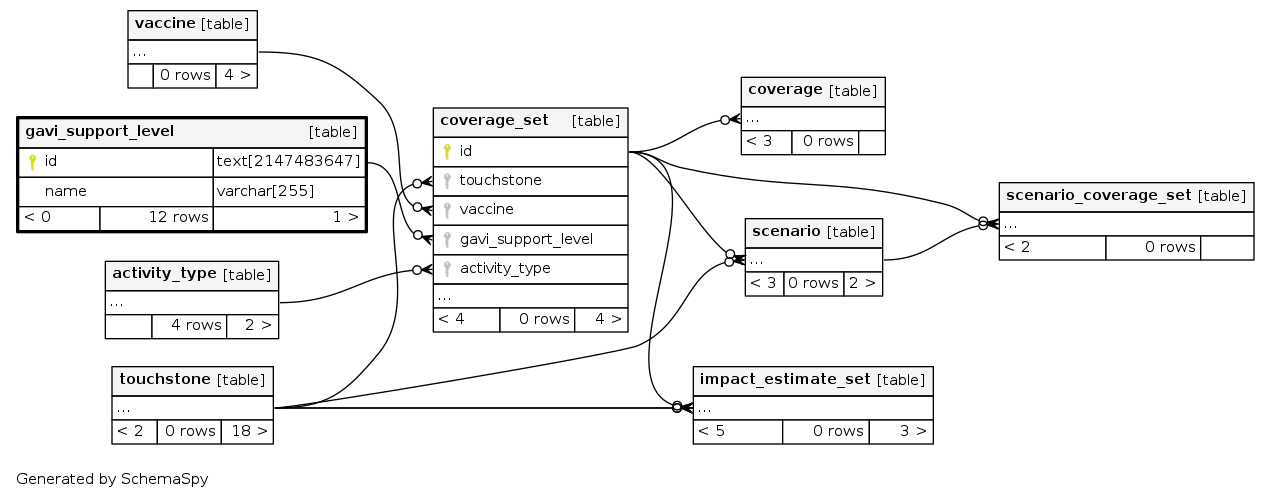 vaccine [table]
...
0 rows 4 >
gavi_support_level [table]
id text[2147483647]
name varchar[255]
< 0 12 rows 1 >
activity_type [table]
...
4 rows 2 >
touchstone [table]
...
< 2 0 rows 18 >
coverage_set [table]
id
touchstone
vaccine
gavi_support_level
activity_type
...
< 4 0 rows 4 >
coverage [table]
...
< 3 0 rows
scenario [table]
...
< 3 0 rows 2 >
impact_estimate_set [table]
...
< 5 0 rows 3 >
scenario_coverage_set [table]
...
< 2 0 rows
Generated by SchemaSpy